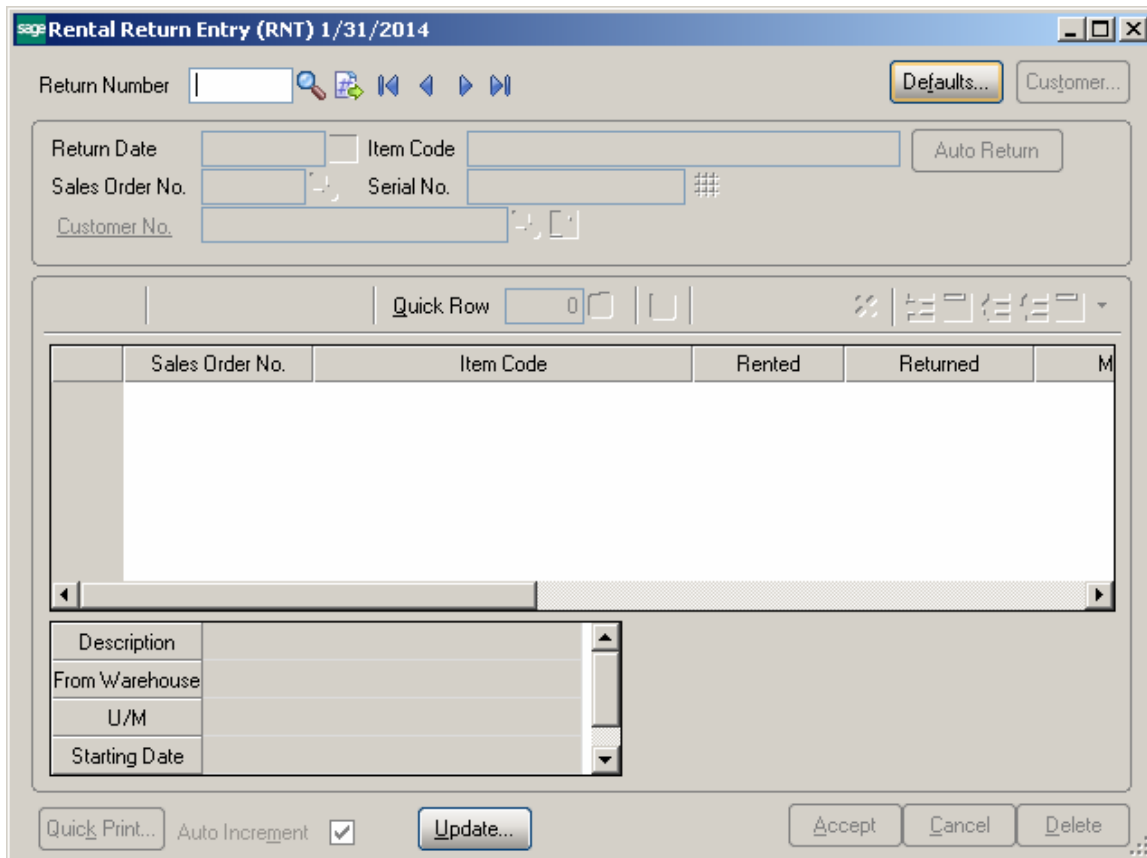 sage Rental Return Entry (RNT) 1/31/2014
Return Number Defaults... Customer...
Return Date Item Code Auto Return
Sales Order No. Serial No.
Customer No.
Quick Row 0
Sales Order No. Item Code Rented Returned M
Description
From Warehouse
U/M
Starting Date
Quick Print... Auto Increment Update... Accept Cancel Delete